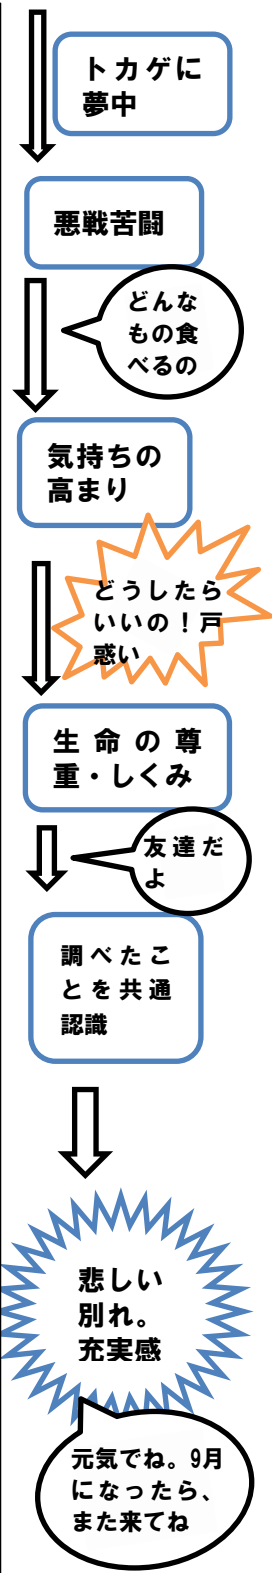 トカゲに
夢中
悪戦苦闘
どんな
もの食
べるの
気持ちの
高まり
どうしたら
いいの！戸
惑い
生命の尊
重・しくみ
友達だ
よ
調べたこ
とを共通
認識
悲しい
別れ。
充実感
元気でね。9月
になったら、
また来てね